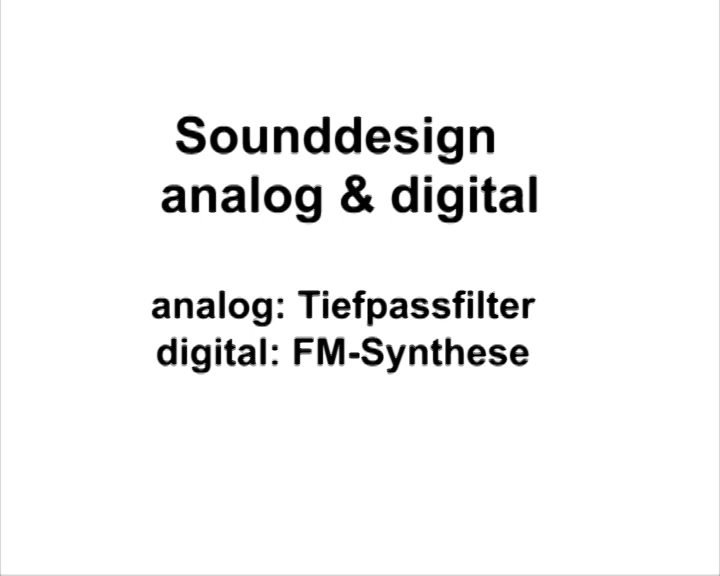 Sounddesign
analog & digital
analog: Tiefpassfilter
digital: FM-Synthese